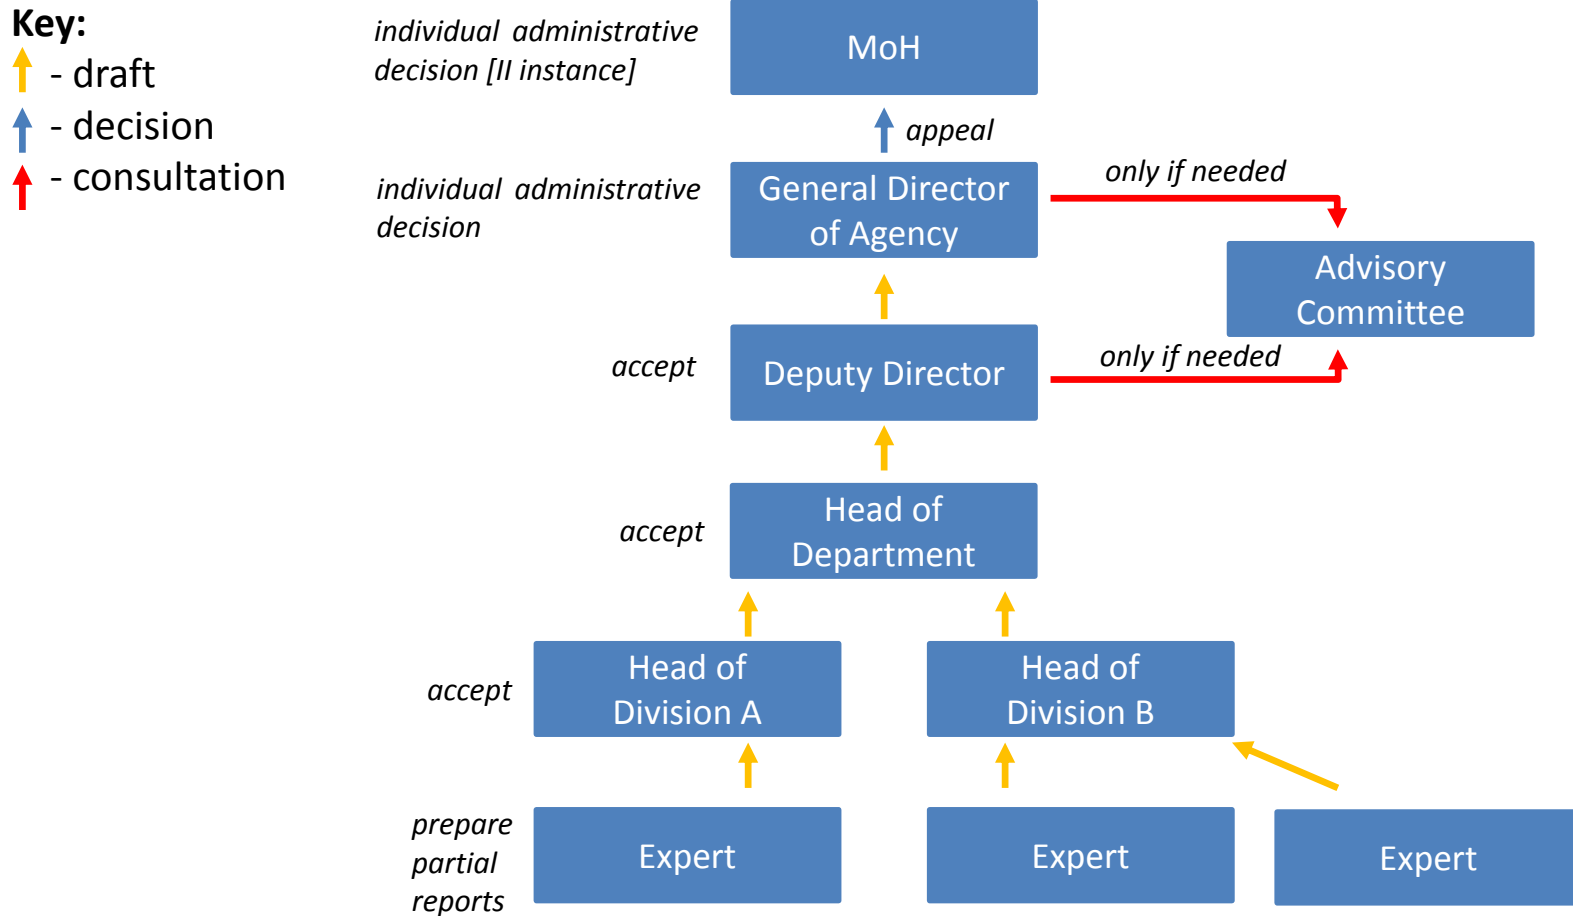 Key:
- draft
- decision
- consultation
individual administrative
decision [II instance]
MoH
appeal
individual administrative
decision
General Director
of Agency
only if needed
Advisory
Committee
accept
Deputy Director
only if needed
accept
Head of
Department
accept
Head of
Division A
Head of
Division B
prepare
partial
reports
Expert
Expert
Expert